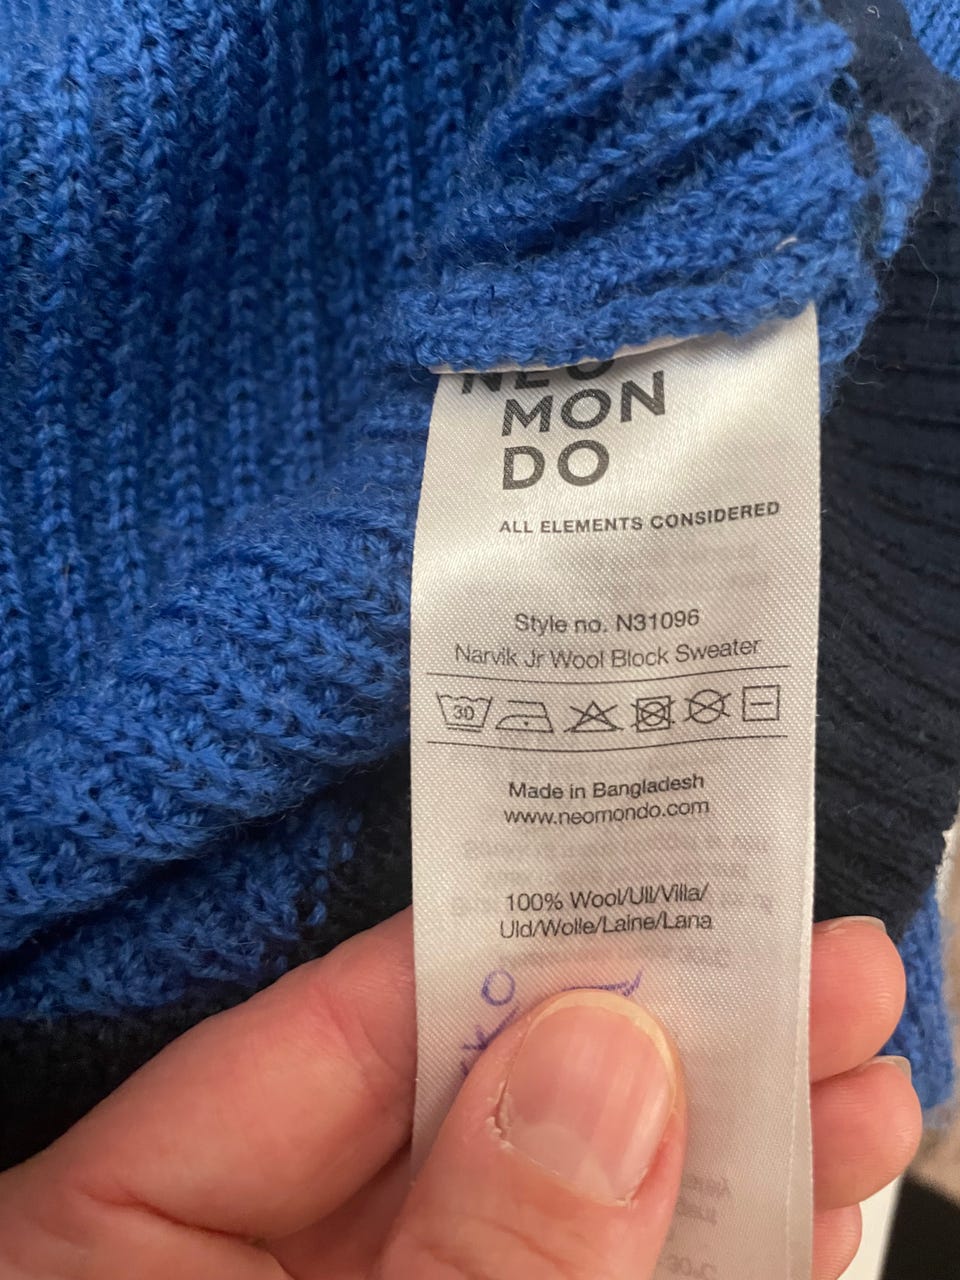 NEO
MON
DO
ALL ELEMENTS CONSIDERED
Style no. N31096
Narvik Jr Wool Block Sweater
30
Made in Bangladesh
www.neomondo.com
100% Wool/Ull/Villa/
Uld/Wolle/Laine/Lana